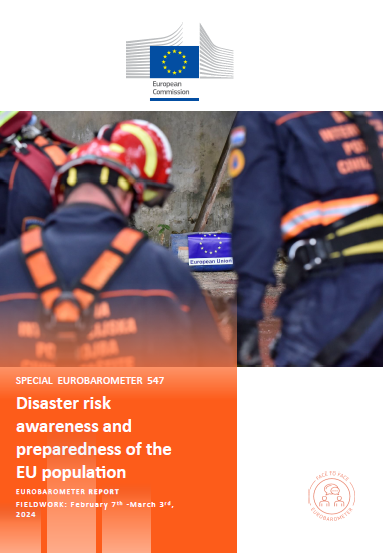 European
Commission
European Union
SPECIAL EUROBAROMETER 547
Disaster risk
awareness and
preparedness of the
EU population
EUROBAROMETER REPORT
FIELDWORK: February 7th -March 3rd,
2024
FACE TO FACE
EUROBAROMETER